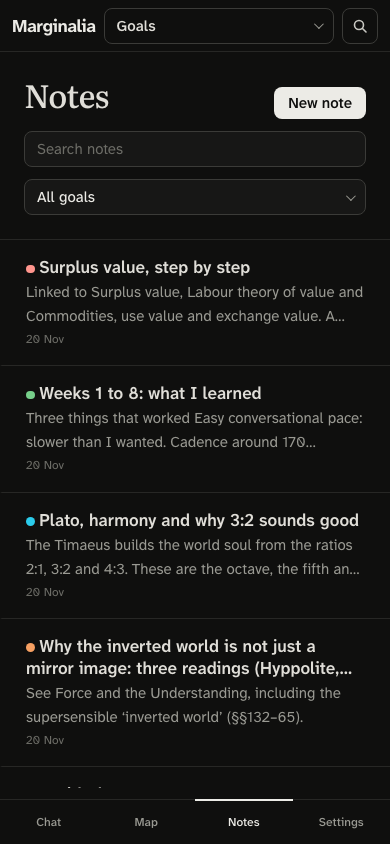 Marginalia
Goals
Notes
New note
Search notes
All goals
Surplus value, step by step
Linked to Surplus value, Labour theory of value and
Commodities, use value and exchange value. A…
20 Nov
Weeks 1 to 8: what I learned
Three things that worked Easy conversational pace:
slower than I wanted. Cadence around 170…
20 Nov
Plato, harmony and why 3:2 sounds good
The Timaeus builds the world soul from the ratios
2:1, 3:2 and 4:3. These are the octave, the fifth an…
20 Nov
Why the inverted world is not just a
mirror image: three readings (Hyppolite,…
See Force and the Understanding, including the
supersensible ‘inverted world’ (§§132–65).
20 Nov
Chat
Map
Notes
Settings